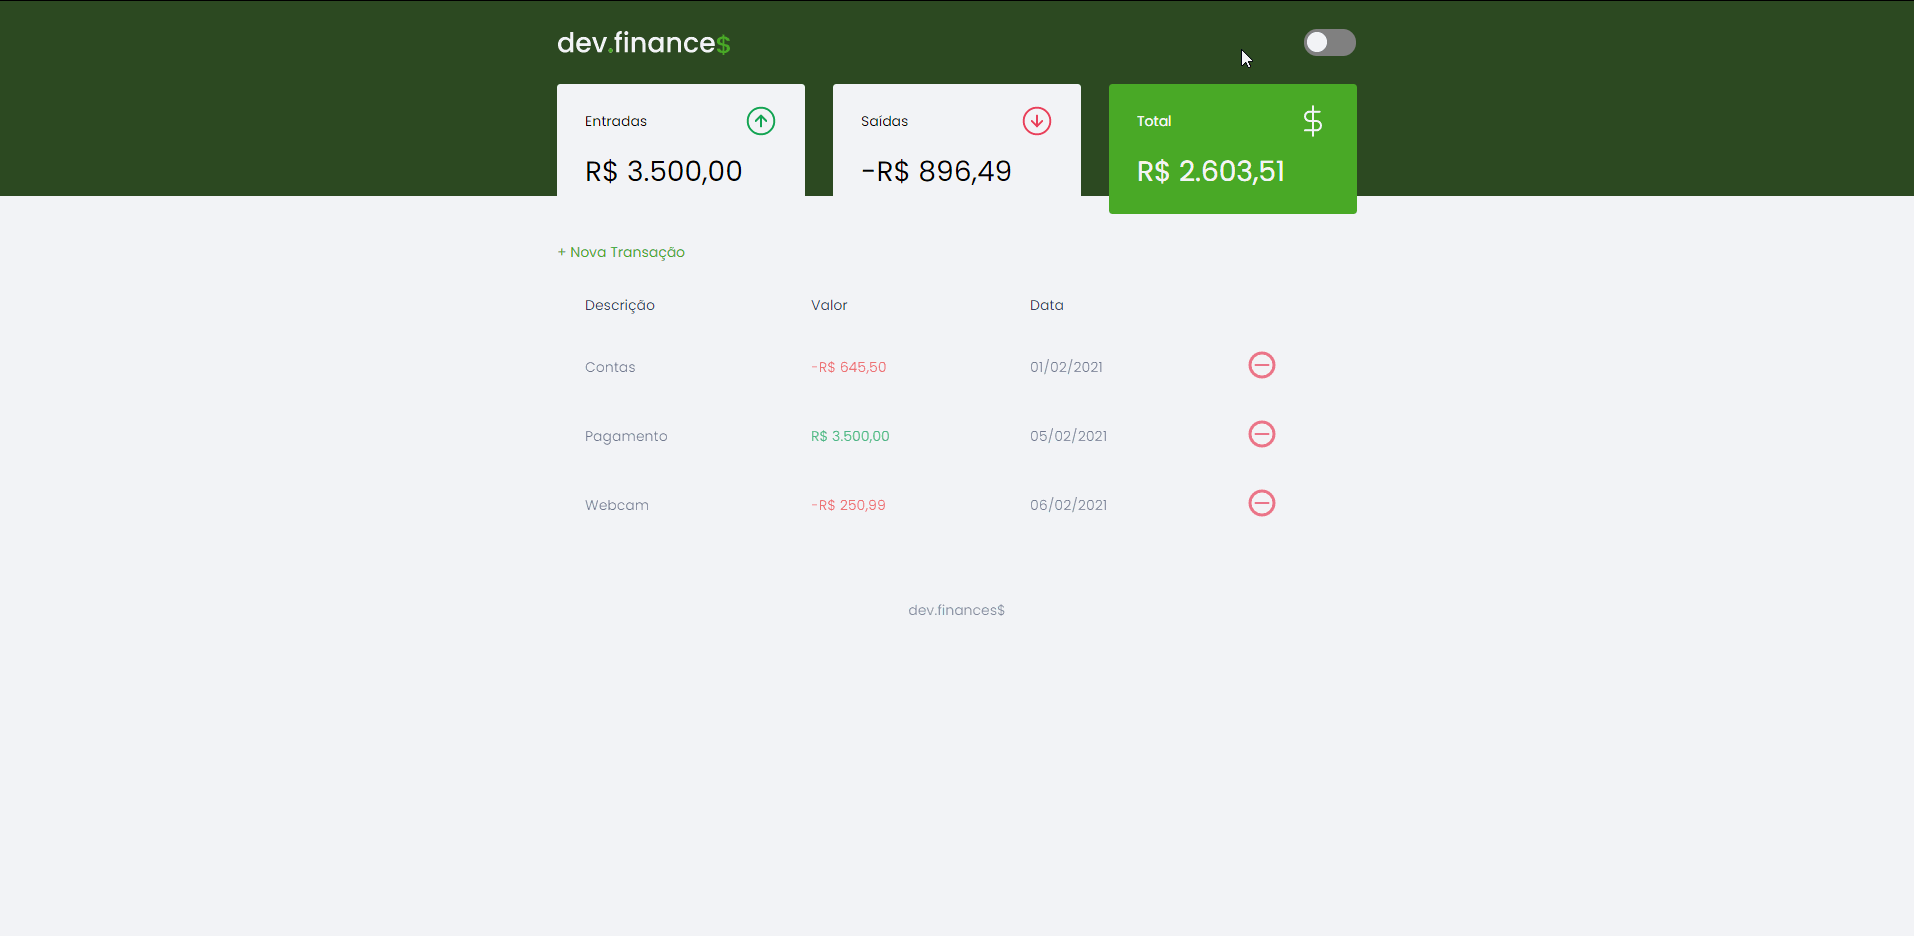 dev.finance$
Entradas
R$ 3.500,00
Saídas
-R$ 896,49
Total
$
R$ 2.603,51
+ Nova Transação
Descrição Valor Data
Contas -R$ 645,50 01/02/2021
Pagamento R$ 3.500,00 05/02/2021
Webcam -R$ 250,99 06/02/2021
dev.finances$